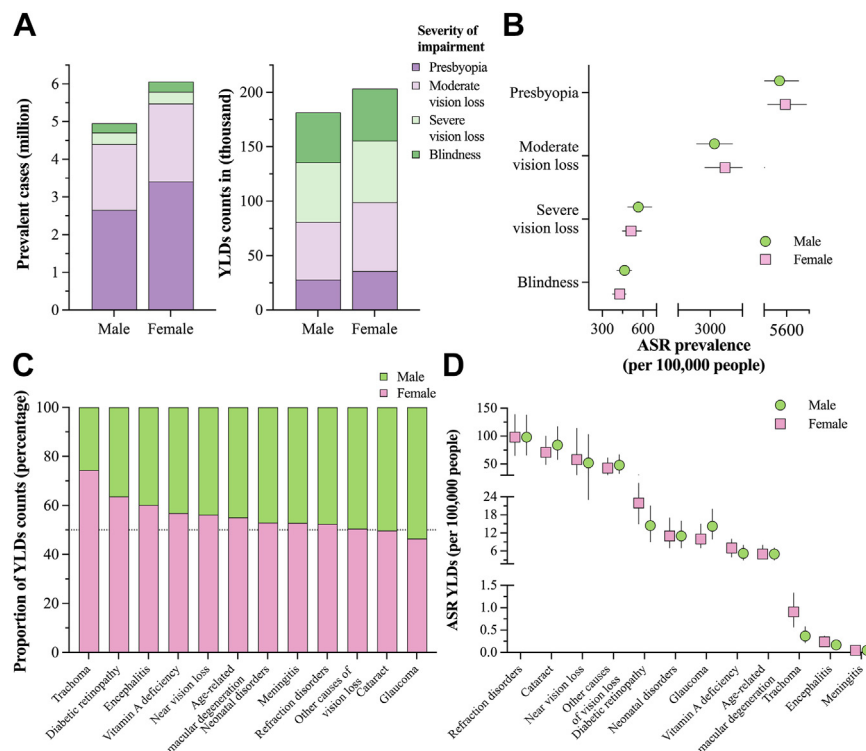 A
Severity of
impairment
Presbyopia
Moderate
vision loss
Severe
vision loss
Blindness
Prevalent cases (million)
6
5
4
3
2
1
0
Male
Female
YLDs counts in (thousand)
200
150
100
50
0
Male
Female
B
Presbyopia
Moderate
vision loss
Severe
vision loss
Blindness
Male
Female
300
600
3000
5600
ASR prevalence
(per 100,000 people)
C
Male
Female
Proportion of YLDs counts (percentage)
100
80
60
40
20
0
Trachoma
Diabetic retinopathy
Encephalitis
Vitamin A deficiency
Near vision loss
Age-related
macular degeneration
Neonatal disorders
Meningitis
Refraction disorders
Other causes of
vision loss
Cataract
Glaucoma
D
Male
Female
ASR YLDs (per 100,000 people)
150
100
50
24
18
12
6
1.5
1.0
0.5
0.0
Refraction disorders
Cataract
Near vision loss
Other causes
of vision loss
Diabetic retinopathy
Neonatal disorders
Glaucoma
Vitamin A deficiency
Age-related
macular degeneration
Trachoma
Encephalitis
Meningitis